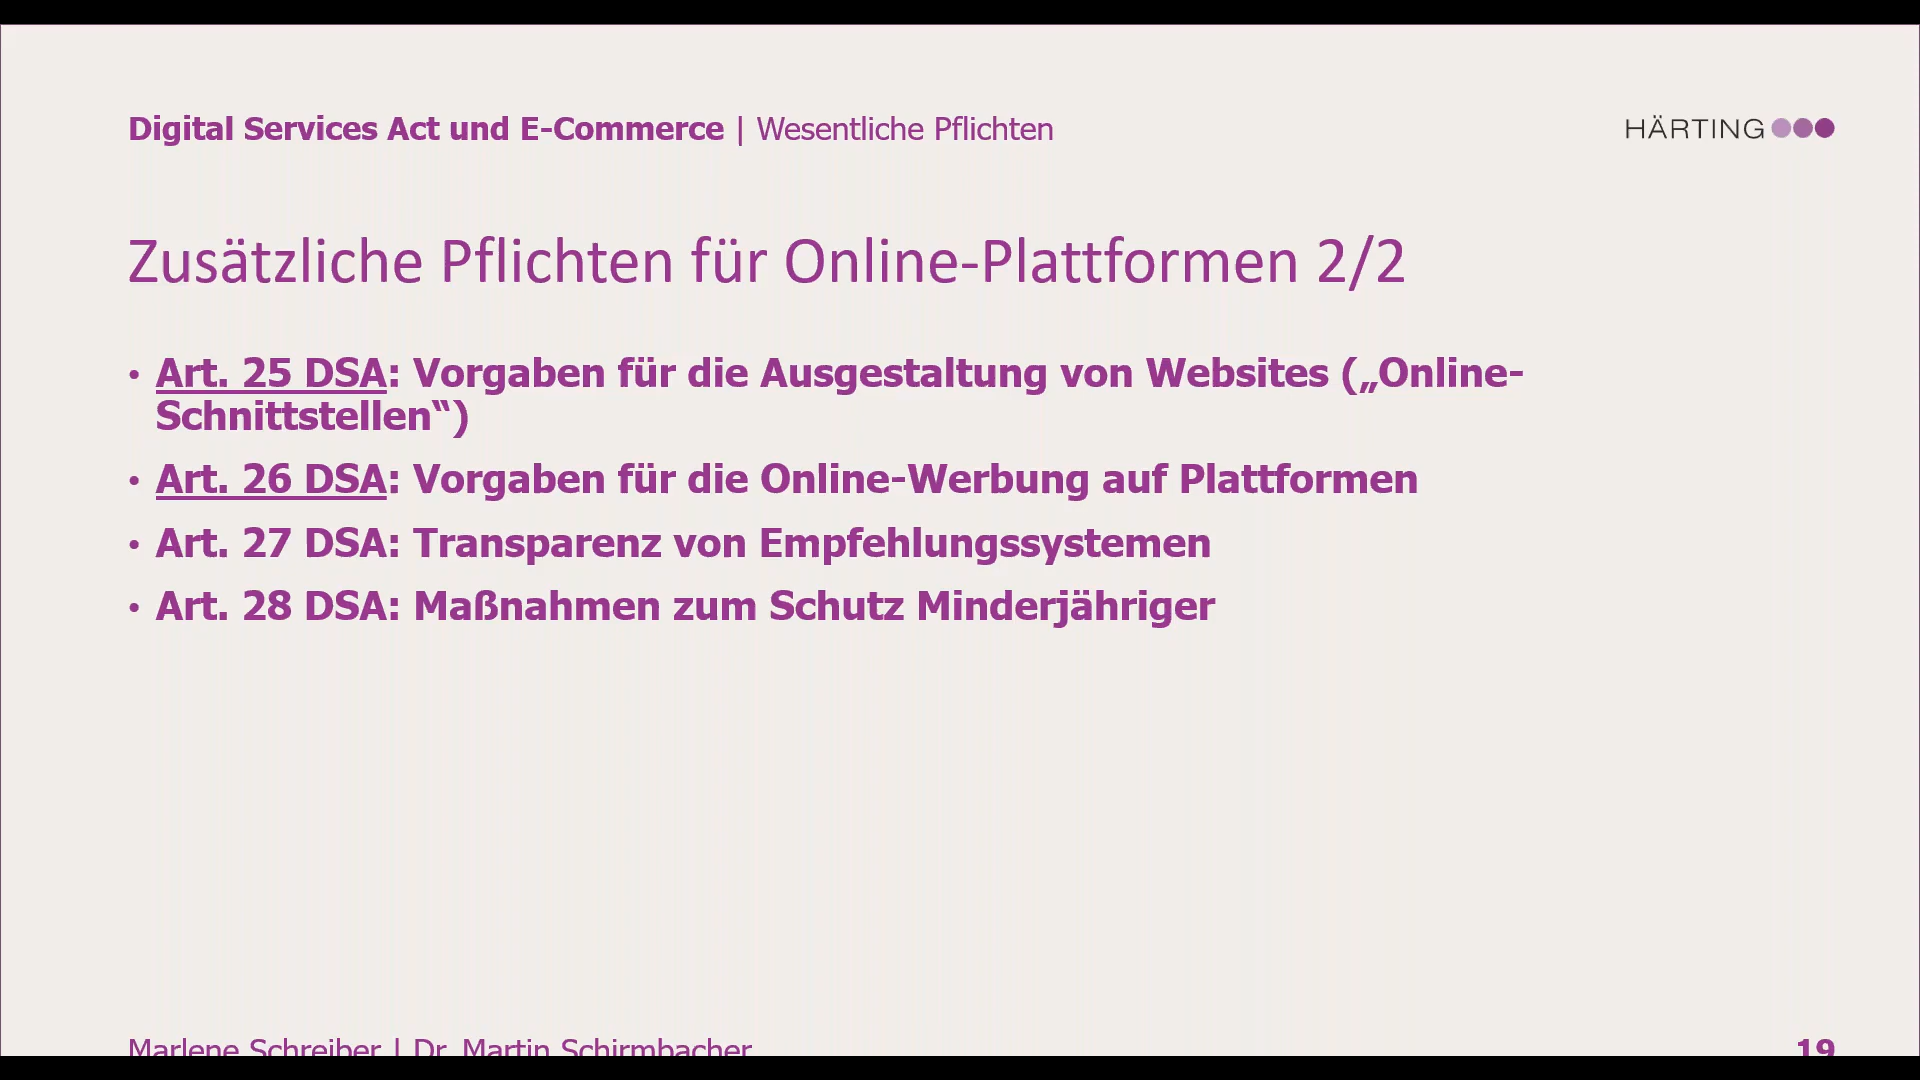 Digital Services Act und E-Commerce | Wesentliche Pflichten
HÄRTING
Zusätzliche Pflichten für Online-Plattformen 2/2
• Art. 25 DSA: Vorgaben für die Ausgestaltung von Websites („Online-
Schnittstellen“)
• Art. 26 DSA: Vorgaben für die Online-Werbung auf Plattformen
• Art. 27 DSA: Transparenz von Empfehlungssystemen
• Art. 28 DSA: Maßnahmen zum Schutz Minderjähriger
Marlene Schreiber | Dr. Martin Schirmbacher
19